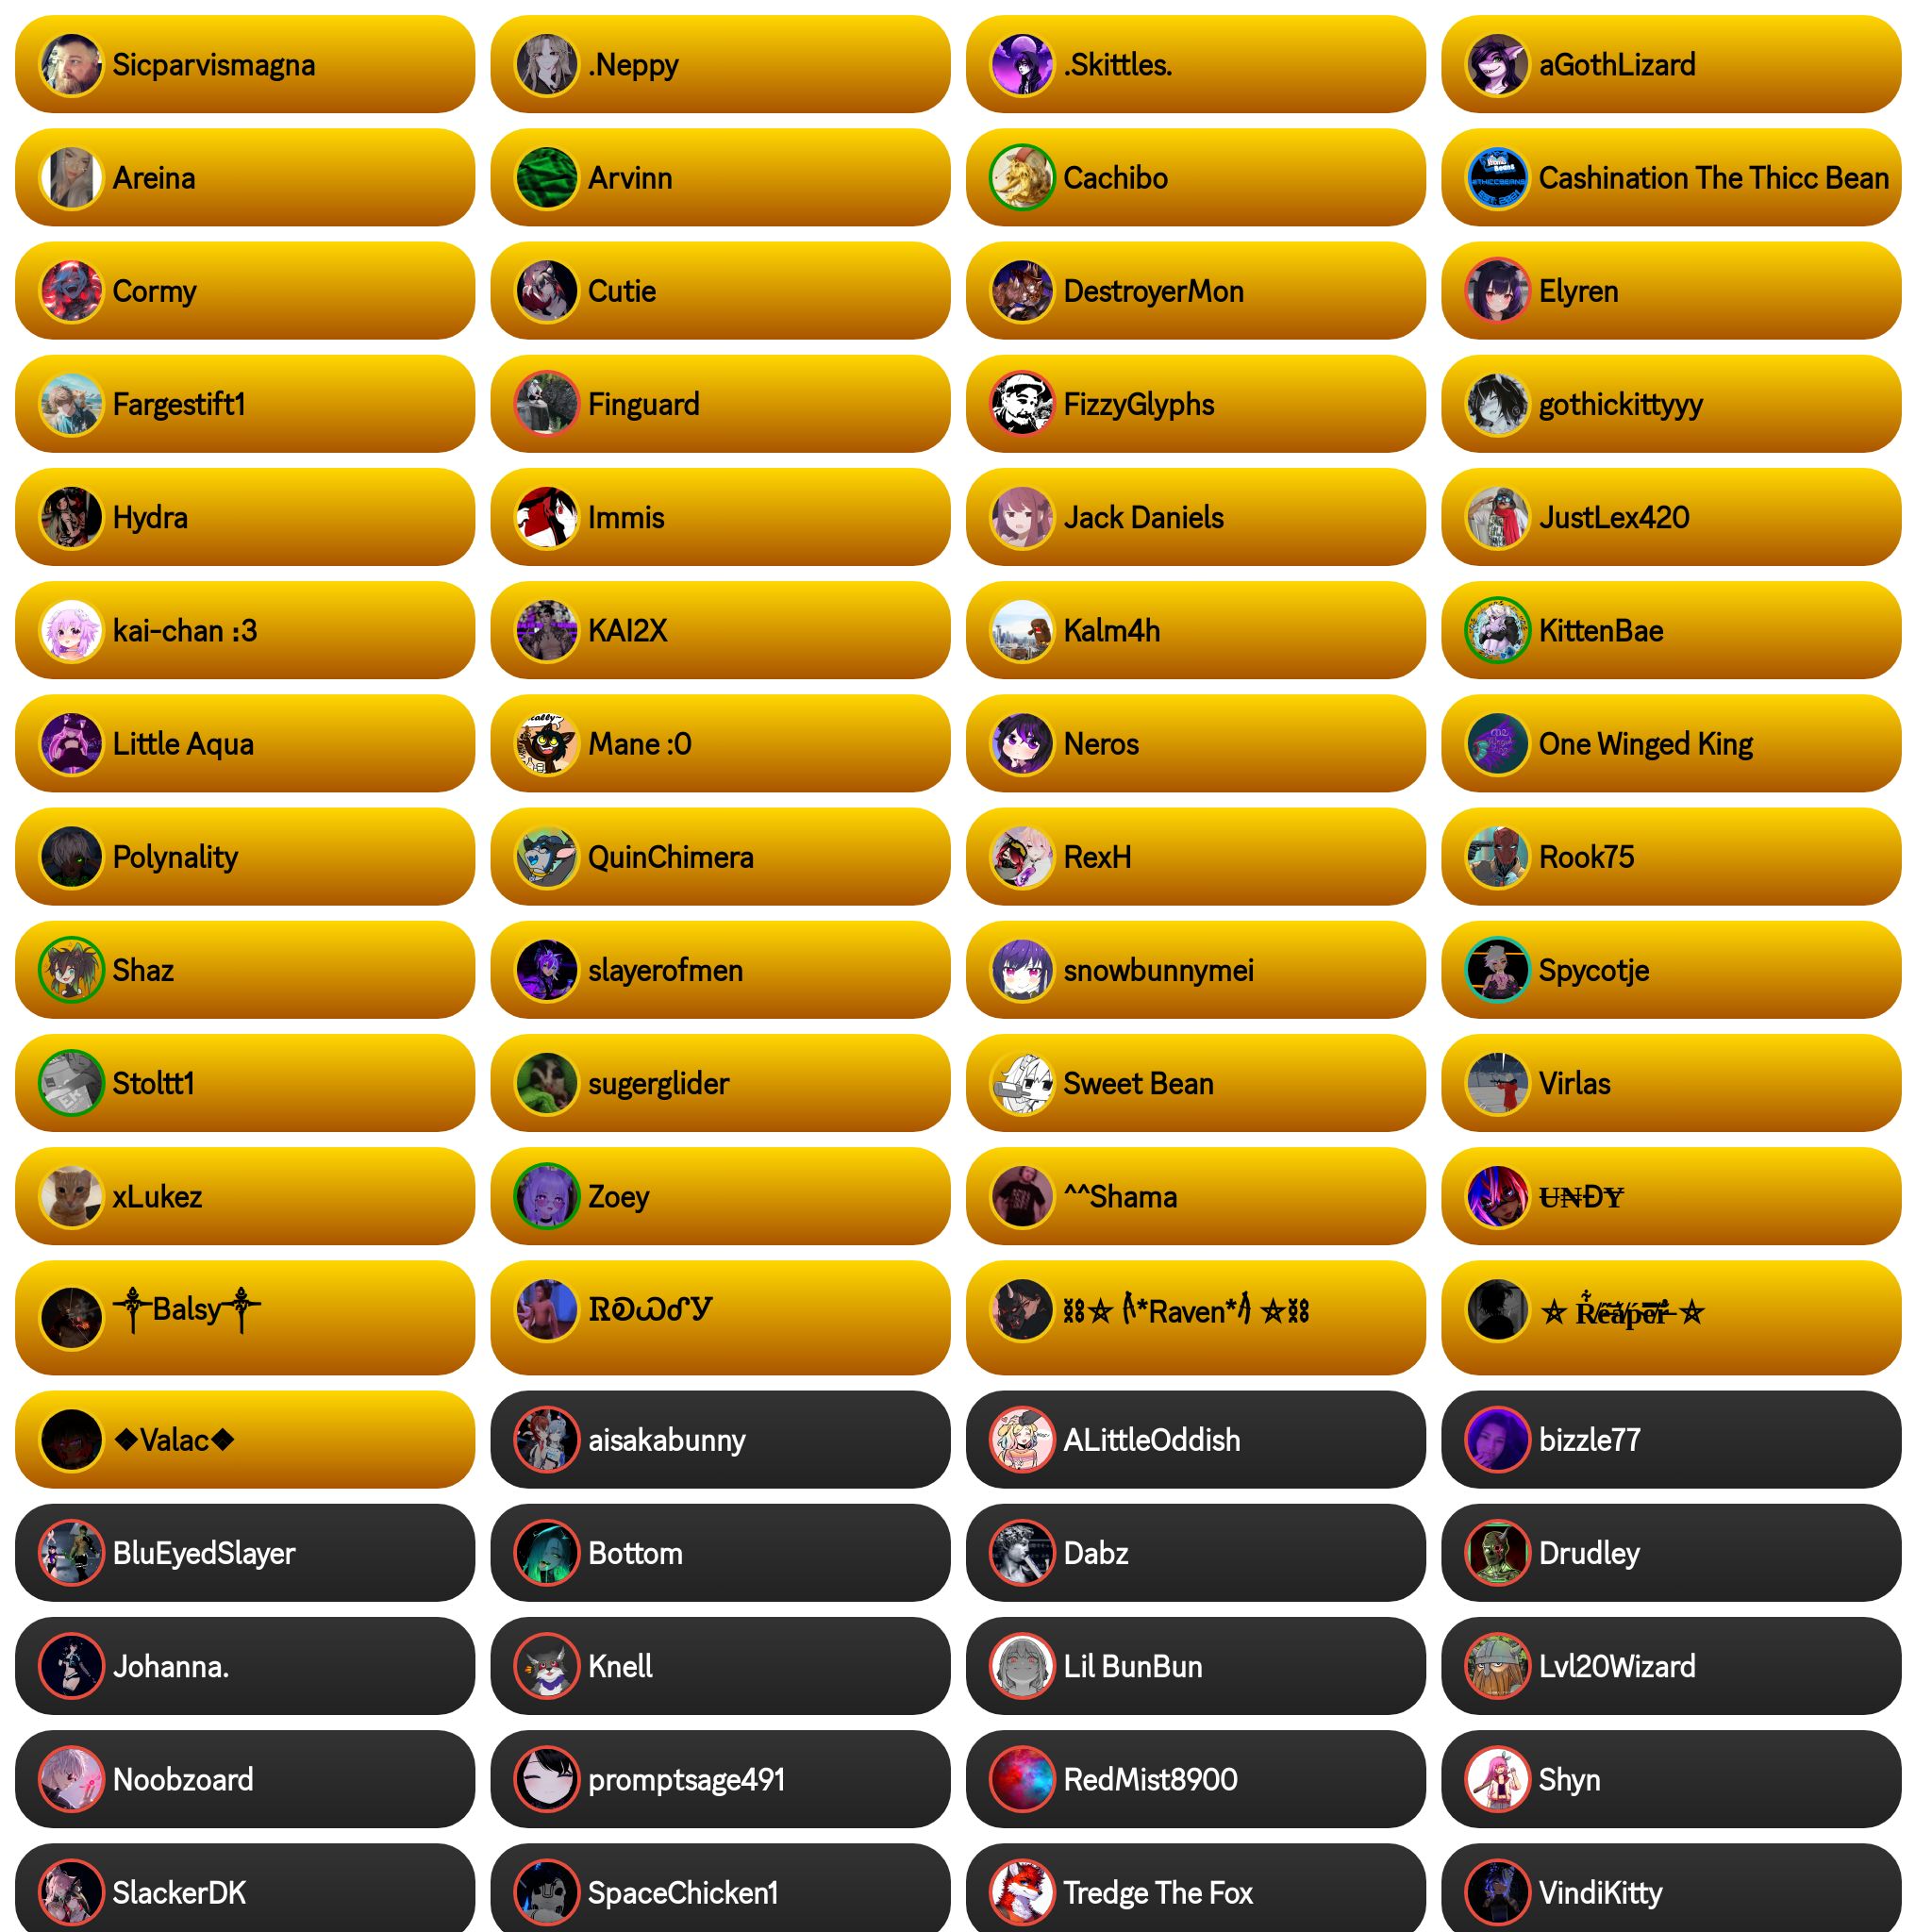 Sicparvismagna
.Neppy
.Skittles.
aGothLizard
Areina
Arvinn
Cachibo
Cashination The Thicc Bean
Cormy
Cutie
DestroyerMon
Elyren
Fargestift1
Finguard
FizzyGlyphs
gothickittyyy
Hydra
Immis
Jack Daniels
JustLex420
kai-chan :3
KAI2X
Kalm4h
KittenBae
Little Aqua
Mane :0
Neros
One Winged King
Polynality
QuinChimera
RexH
Rook75
Shaz
slayerofmen
snowbunnymei
Spycotje
Stoltt1
sugerglider
Sweet Bean
Virlas
xLukez
Zoey
^^Shama
U̶N̶ĐɎ
༒Balsy༒
*Raven*
Reaper
❖Valac❖
aisakabunny
ALittleOddish
bizzle77
BluEyedSlayer
Bottom
Dabz
Drudley
Johanna.
Knell
Lil BunBun
Lvl20Wizard
Noobzoard
promptsage491
RedMist8900
Shyn
SlackerDK
SpaceChicken1
Tredge The Fox
VindiKitty